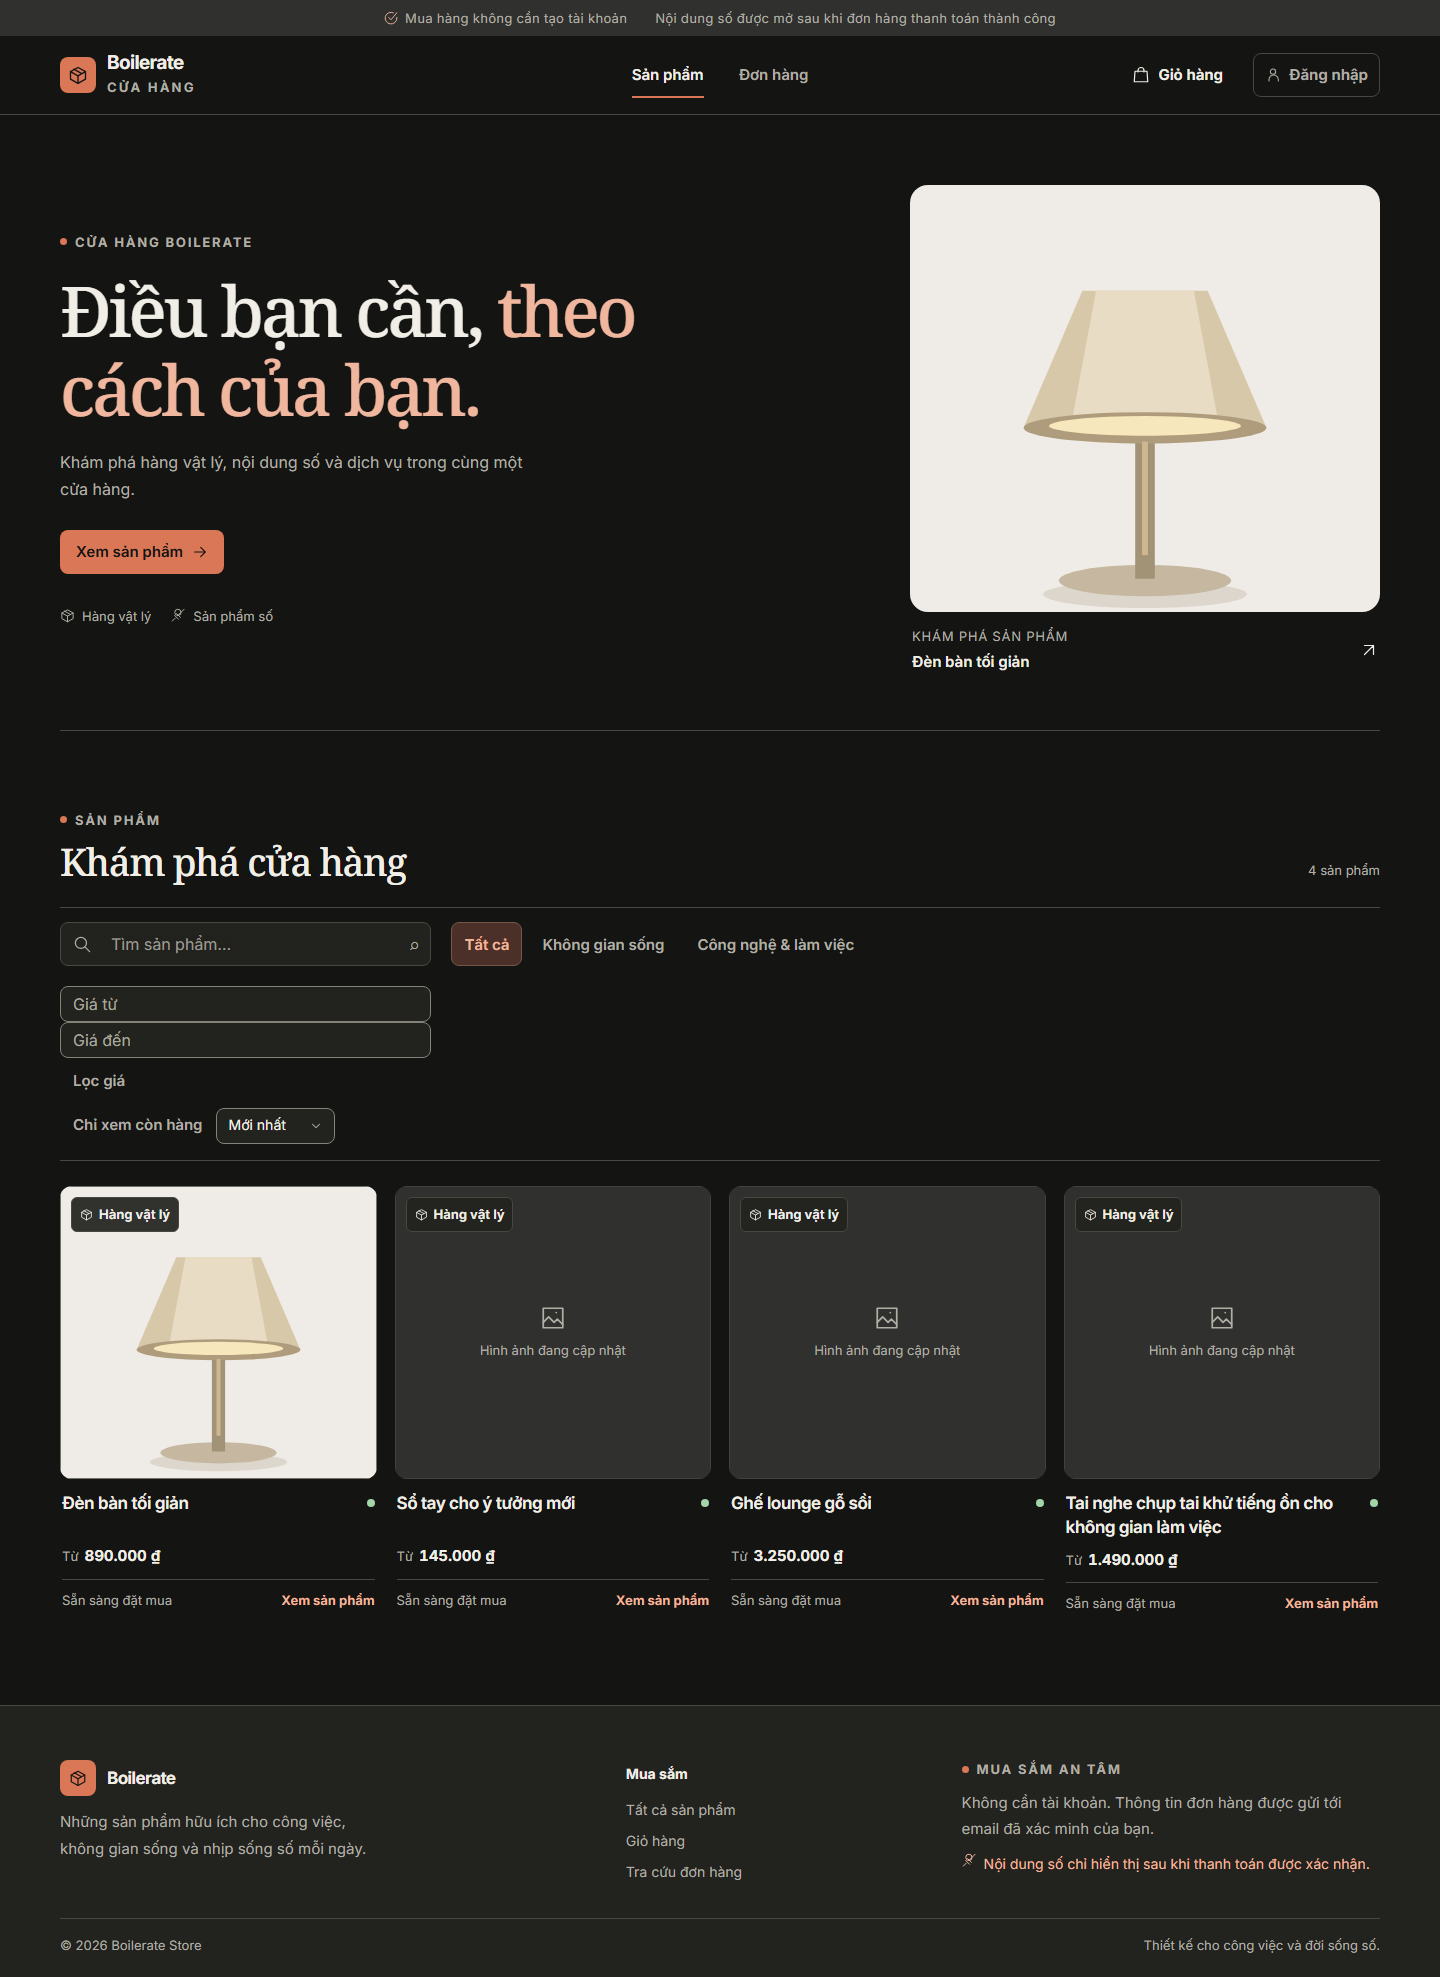 Mua hàng không cần tạo tài khoản Nội dung số được mở sau khi đơn hàng thanh toán thành công
Boilerate
CỬA HÀNG
Sản phẩm Đơn hàng Giỏ hàng Đăng nhập
CỬA HÀNG BOILERATE
Điều bạn cần, theo
cách của bạn.
Khám phá hàng vật lý, nội dung số và dịch vụ trong cùng một
cửa hàng.
Xem sản phẩm
Hàng vật lý Sản phẩm số
KHÁM PHÁ SẢN PHẨM
Đèn bàn tối giản
SẢN PHẨM
Khám phá cửa hàng
4 sản phẩm
Tìm sản phẩm... Tất cả Không gian sống Công nghệ & làm việc
Giá từ
Giá đến
Lọc giá
Chỉ xem còn hàng Mới nhất
Hàng vật lý Hàng vật lý Hàng vật lý Hàng vật lý
Hình ảnh đang cập nhật Hình ảnh đang cập nhật Hình ảnh đang cập nhật
Đèn bàn tối giản Sổ tay cho ý tưởng mới Ghế lounge gỗ sồi Tai nghe chụp tai khử tiếng ồn cho
không gian làm việc
Từ 890.000 ₫ Từ 145.000 ₫ Từ 3.250.000 ₫ Từ 1.490.000 ₫
Sẵn sàng đặt mua Xem sản phẩm Sẵn sàng đặt mua Xem sản phẩm Sẵn sàng đặt mua Xem sản phẩm Sẵn sàng đặt mua Xem sản phẩm
Boilerate
Những sản phẩm hữu ích cho công việc,
không gian sống và nhịp sống số mỗi ngày.
Mua sắm
Tất cả sản phẩm
Giỏ hàng
Tra cứu đơn hàng
MUA SẮM AN TÂM
Không cần tài khoản. Thông tin đơn hàng được gửi tới
email đã xác minh của bạn.
Nội dung số chỉ hiển thị sau khi thanh toán được xác nhận.
© 2026 Boilerate Store
Thiết kế cho công việc và đời sống số.